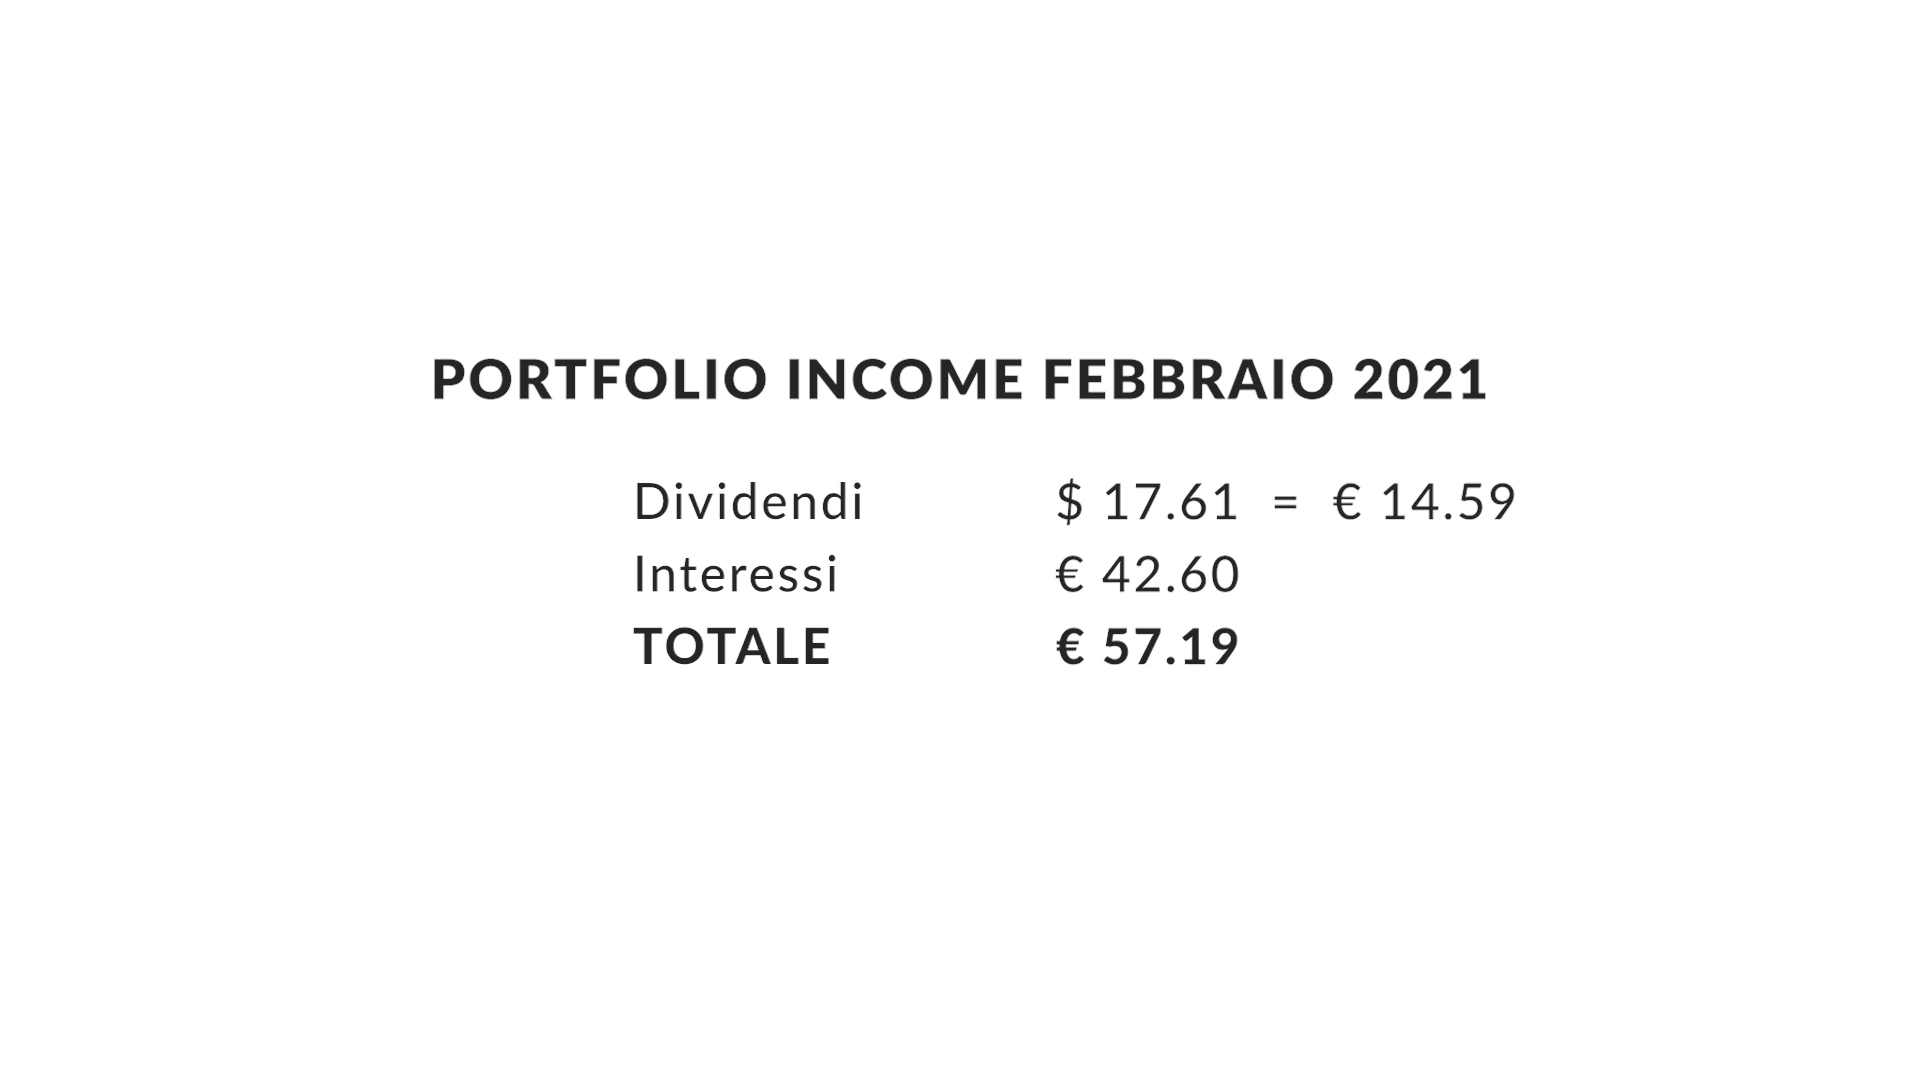 PORTFOLIO INCOME FEBBRAIO 2021
Dividendi $ 17.61 = € 14.59
Interessi € 42.60
TOTALE € 57.19